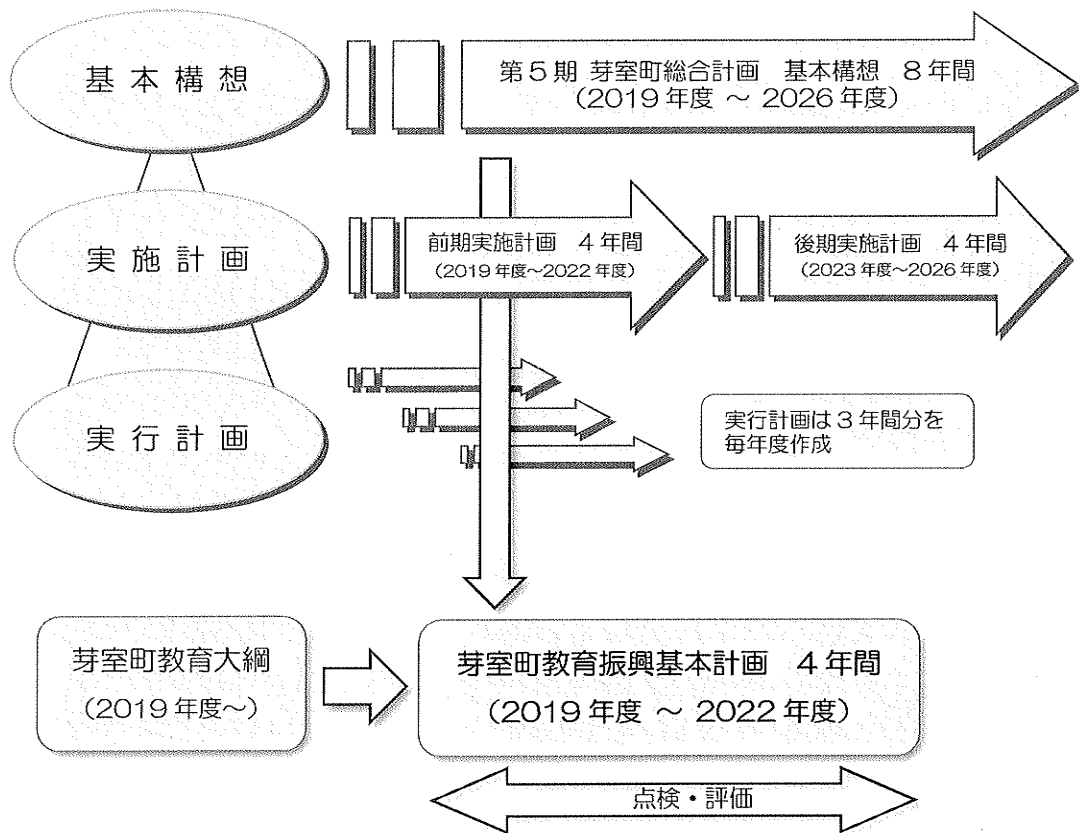 基本構想
第5期 芽室町総合計画 基本構想 8年間
（2019年度 ～ 2026年度）
実施計画
前期実施計画 4年間
（2019年度～2022年度）
後期実施計画 4年間
（2023年度～2026年度）
実行計画
実行計画は3年間分を
毎年度作成
芽室町教育大綱
（2019年度～）
芽室町教育振興基本計画 4年間
（2019年度 ～ 2022年度）
点検・評価